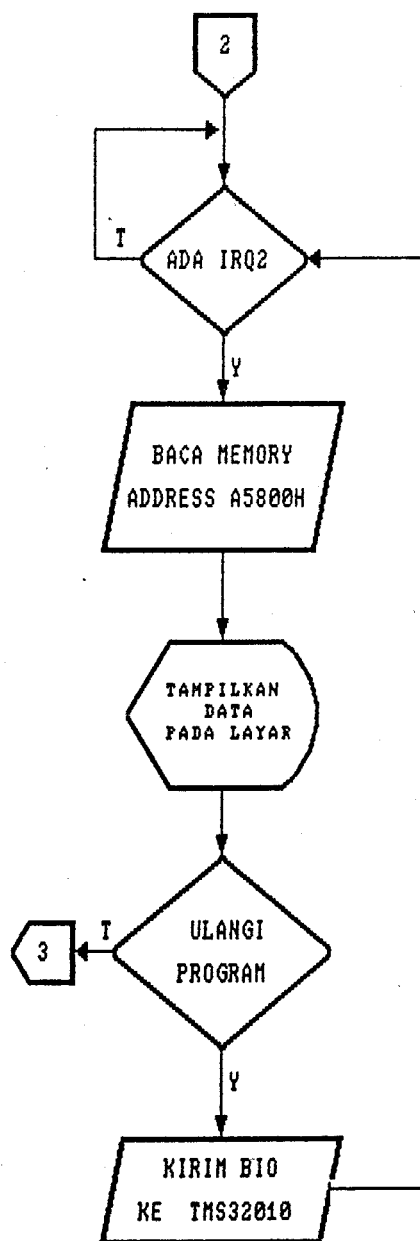 2
T
ADA IRQ2
Y
BACA MEMORY
ADDRESS A5800H
TAMPILKAN
DATA
PADA LAYAR
3
T
ULANGI
PROGRAM
Y
KIRIM BIO
KE TMS32010